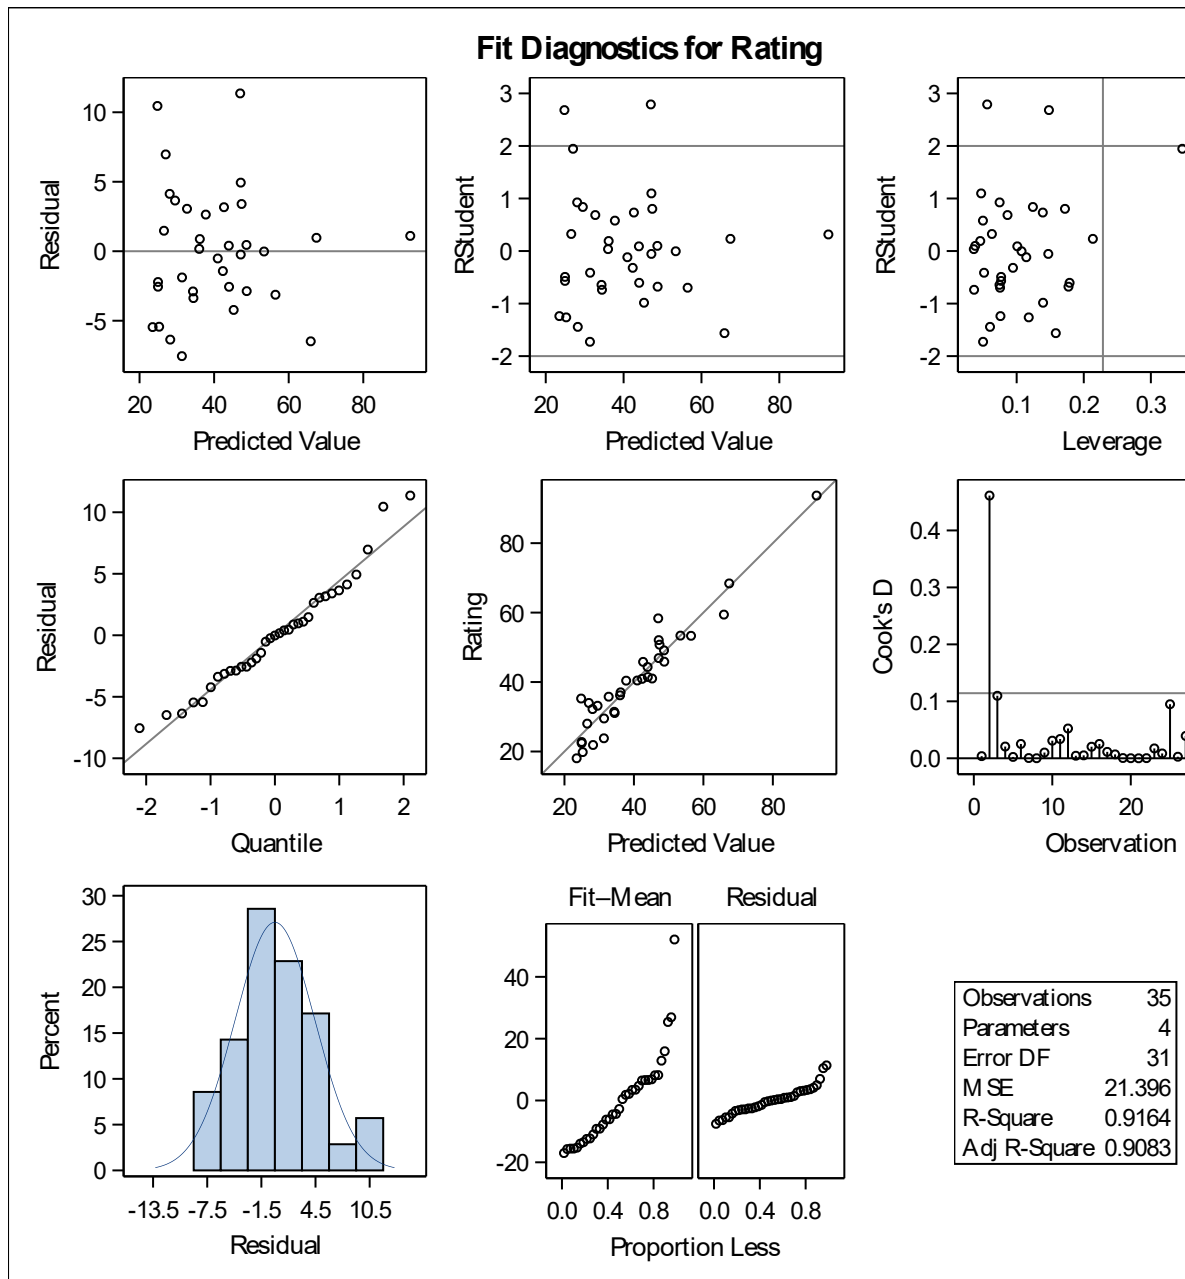 Fit Diagnostics for Rating
10
5
0
-5
Residual
20 40 60 80
Predicted Value
3
2
1
0
-1
-2
RStudent
20 40 60 80
Predicted Value
3
2
1
0
-1
-2
RStudent
0.1 0.2 0.3
Leverage
10
5
0
-5
-10
Residual
-2 -1 0 1 2
Quantile
80
60
40
20
Rating
20 40 60 80
Predicted Value
0.4
0.3
0.2
0.1
0.0
Cook's D
0 10 20
Observation
30
25
20
15
10
5
0
Percent
-13.5 -7.5 -1.5 4.5 10.5
Residual
Fit–Mean Residual
40
20
0
-20
0.0 0.4 0.8 0.0 0.4 0.8
Proportion Less
Observations 35
Parameters 4
Error DF 31
MSE 21.396
R-Square 0.9164
Adj R-Square 0.9083